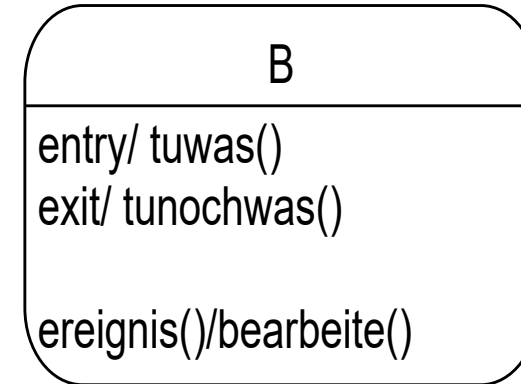 B
entry/ tuwas()
exit/ tunochwas()
ereignis()/bearbeite()